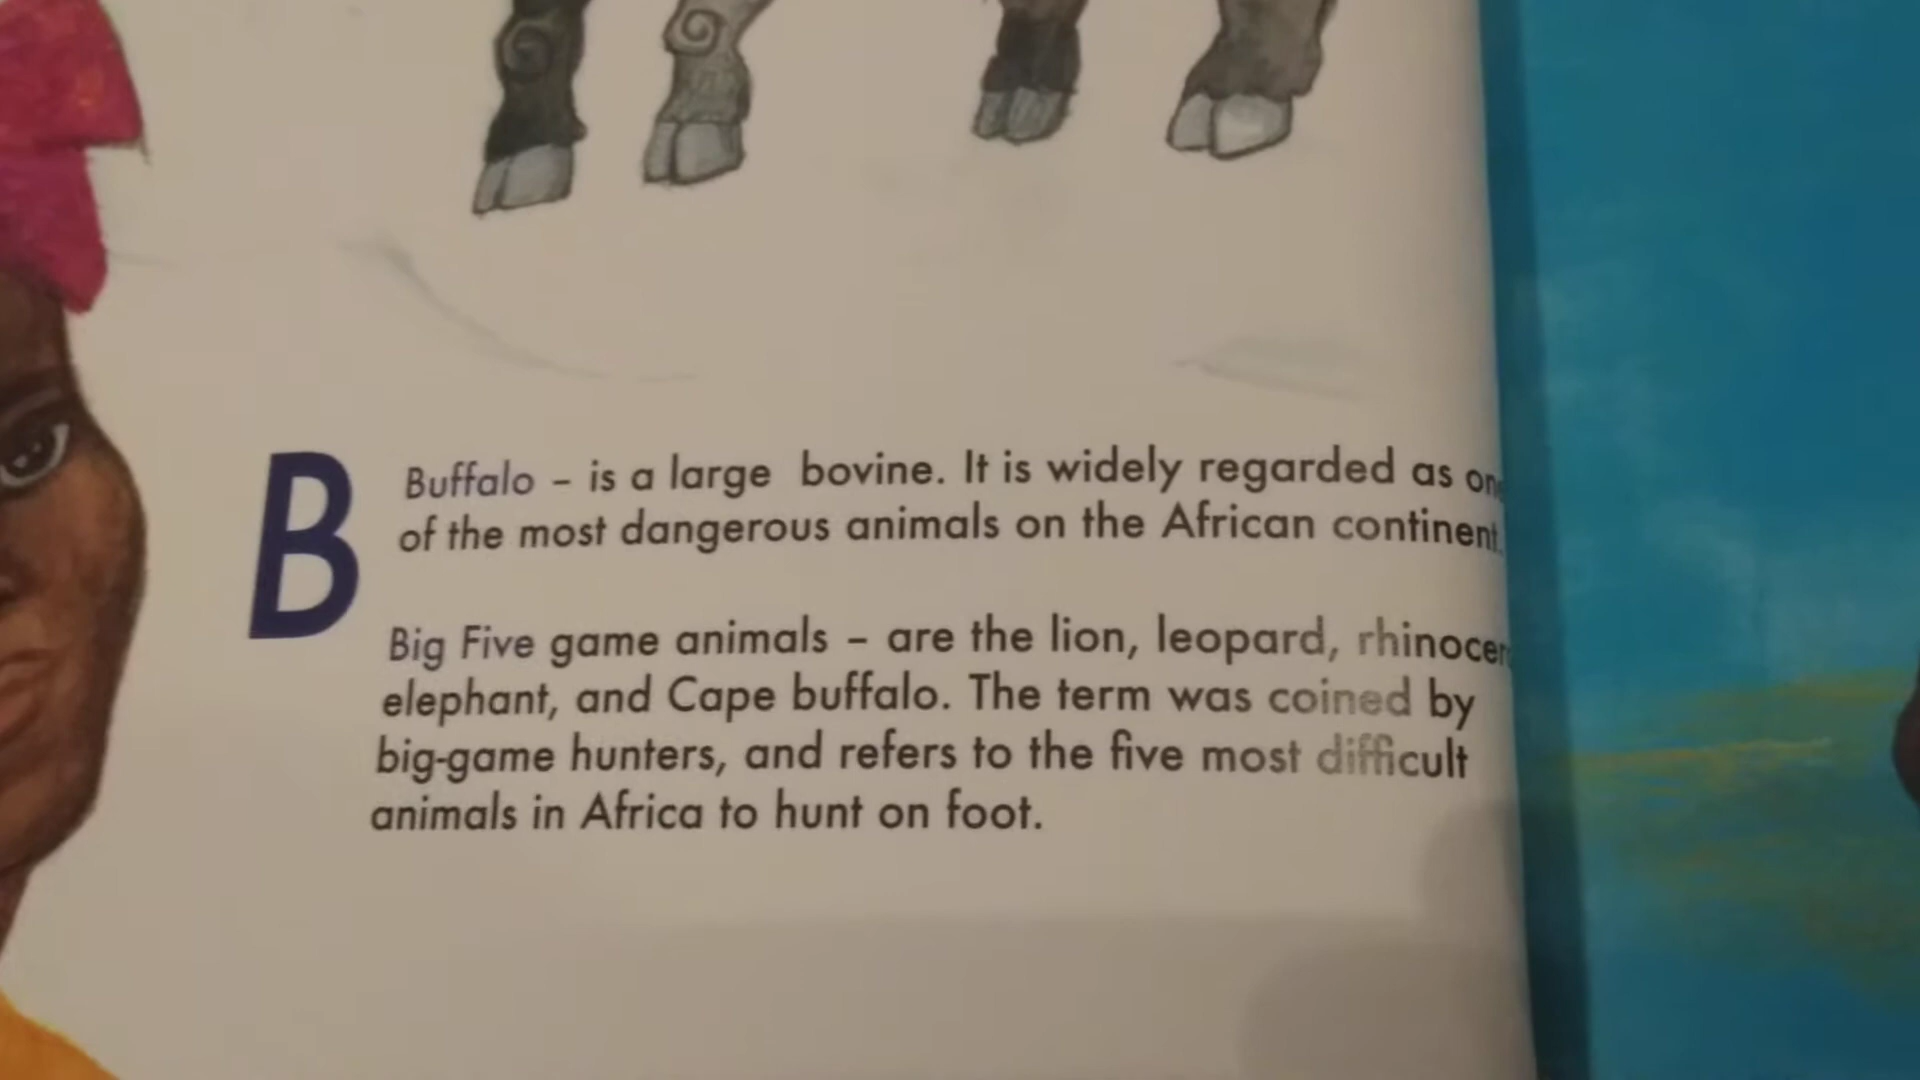 B
Buffalo – is a large bovine. It is widely regarded as one
of the most dangerous animals on the African continent.
Big Five game animals – are the lion, leopard, rhinocer
elephant, and Cape buffalo. The term was coined by
big-game hunters, and refers to the five most difficult
animals in Africa to hunt on foot.